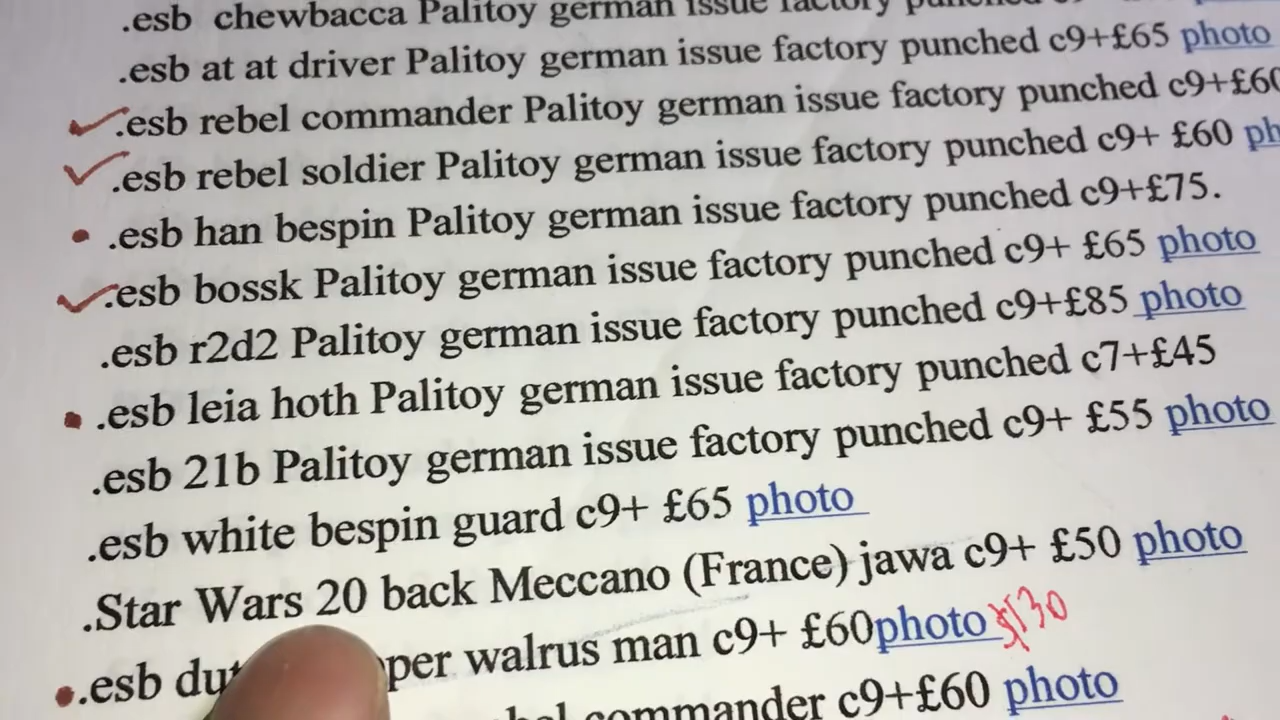 .esb chewbacca Palitoy german issue factory punched
.esb at at driver Palitoy german issue factory punched c9+£65 photo
.esb rebel commander Palitoy german issue factory punched c9+£60
.esb rebel soldier Palitoy german issue factory punched c9+ £60 ph
.esb han bespin Palitoy german issue factory punched c9+£75.
.esb bossk Palitoy german issue factory punched c9+ £65 photo
.esb r2d2 Palitoy german issue factory punched c9+£85 photo
.esb leia hoth Palitoy german issue factory punched c7+£45
.esb 21b Palitoy german issue factory punched c9+ £55 photo
.esb white bespin guard c9+ £65 photo
.Star Wars 20 back Meccano (France) jawa c9+ £50 photo
.esb walrus man c9+ £60photo $130
commander c9+£60 photo